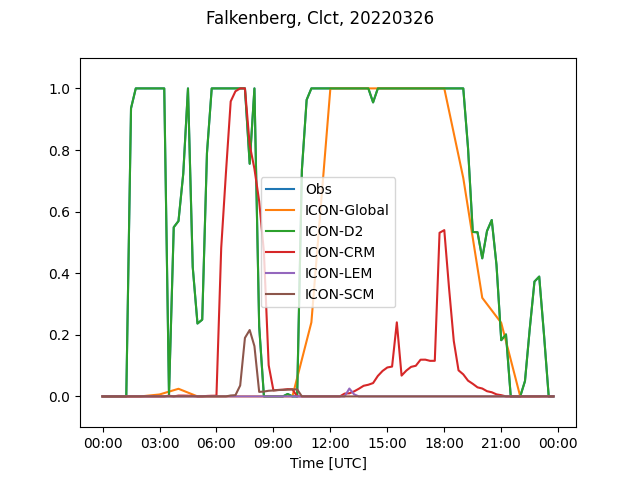 Falkenberg, Clct, 20220326
1.0
0.8
0.6
0.4
0.2
0.0
Obs
ICON-Global
ICON-D2
ICON-CRM
ICON-LEM
ICON-SCM
00:00 03:00 06:00 09:00 12:00 15:00 18:00 21:00 00:00
Time [UTC]